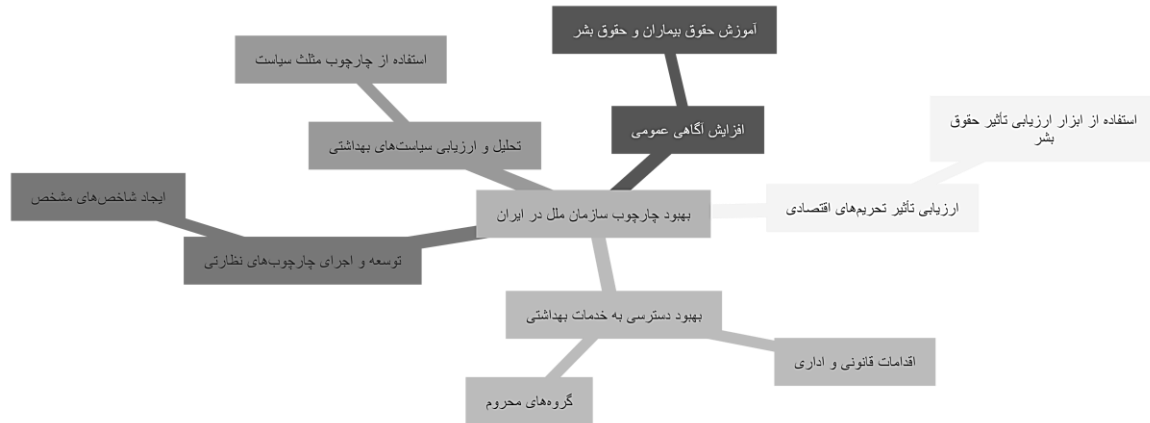 آموزش حقوق بیماران و حقوق بشر
استفاده از چارچوب مثلث سیاست
افزایش آگاهی عمومی
استفاده از ابزار ارزیابی تأثیر حقوق
بشر
تحلیل و ارزیابی سیاست‌های بهداشتی
ایجاد شاخص‌های مشخص
بهبود چارچوب سازمان ملل در ایران
ارزیابی تأثیر تحریم‌های اقتصادی
توسعه و اجرای چارچوب‌های نظارتی
بهبود دسترسی به خدمات بهداشتی
اقدامات قانونی و اداری
گروه‌های محروم